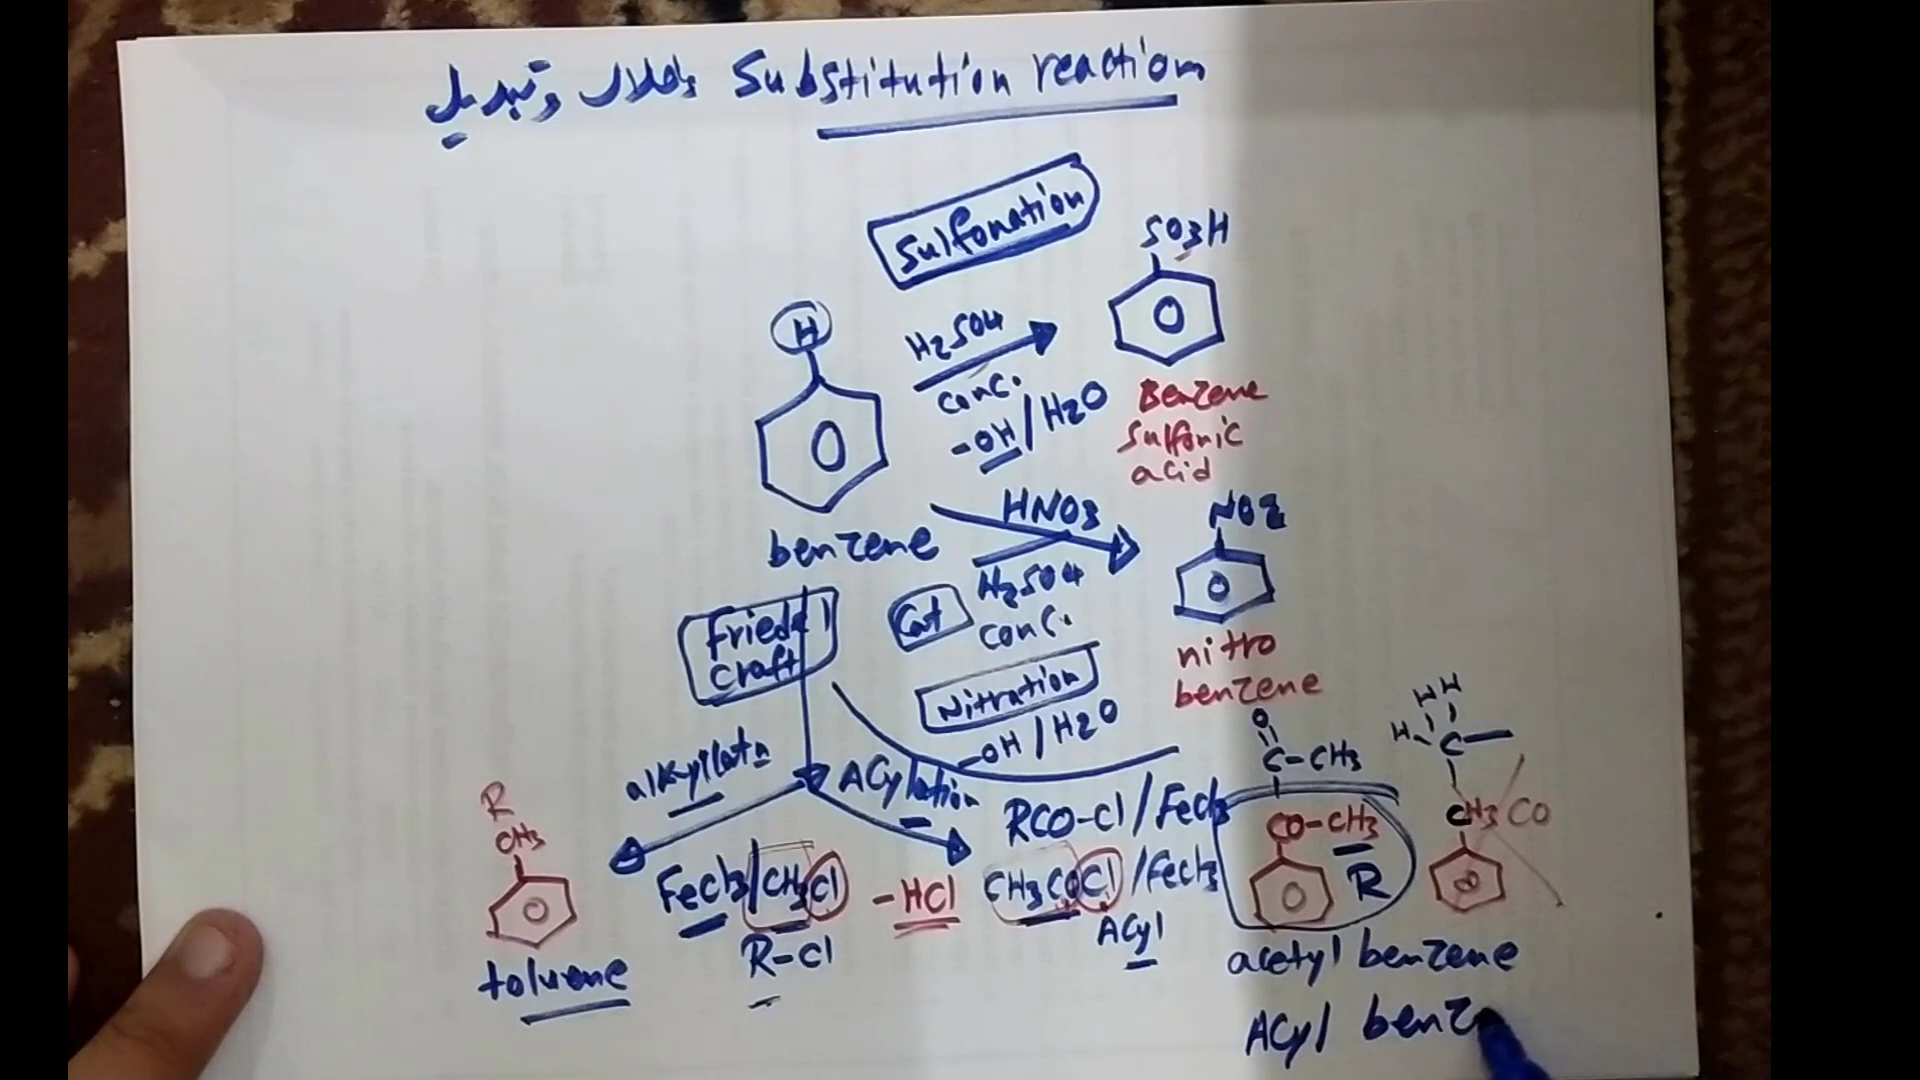 Substitution reaction إحلال وتبديل
Sulfonation
SO3H
H
H2SO4
conc.
-OH/H2O
Benzene
Sulfonic
acid
benzene
HNO3
H2SO4
conc.
Cat
NO2
nitro
benzene
Friedel
craft
Nitration
-OH/H2O
ACylation
RCO-Cl/FeCl3
CH3COCl/FeCl3
ACyl
-HCl
FeCl3/CH3Cl
R-Cl
R
CH3
toluene
O
C-CH3
CO-CH3
R
acetyl benzene
ACyl benz
H H
H C
CH3 CO